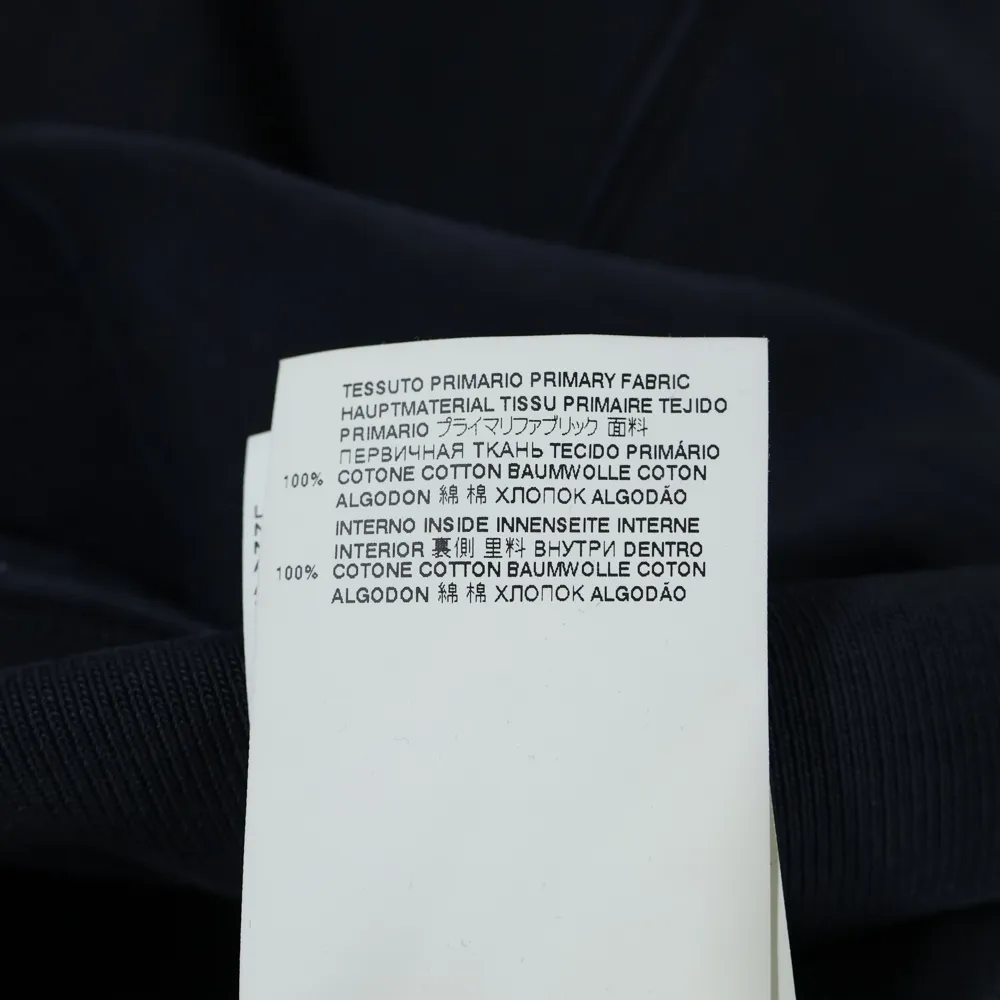 TESSUTO PRIMARIO PRIMARY FABRIC
HAUPTMATERIAL TISSU PRIMAIRE TEJIDO
PRIMARIO プライマリファブリック 面料
ПЕРВИЧНАЯ ТКАНЬ TECIDO PRIMÁRIO
100% COTONE COTTON BAUMWOLLE COTON
ALGODON 綿 棉 ХЛОПОК ALGODÃO
INTERNO INSIDE INNENSEITE INTERNE
INTERIOR 裏側 里料 ВНУТРИ DENTRO
100% COTONE COTTON BAUMWOLLE COTON
ALGODON 綿 棉 ХЛОПОК ALGODÃO